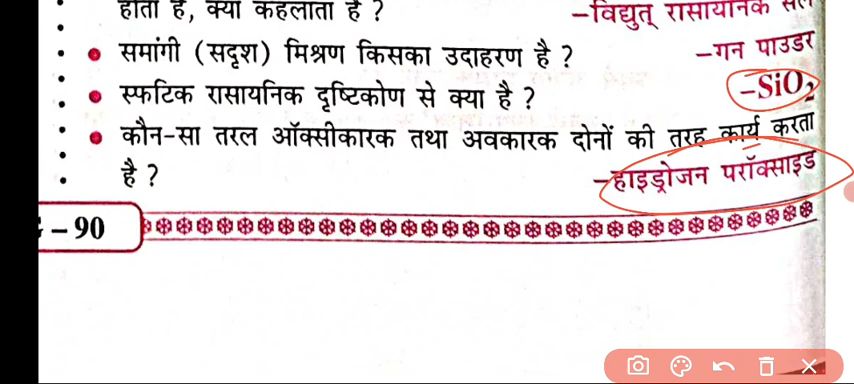 होता है, क्या कहलाता है ? –विद्युत् रासायनिक सेल
• समांगी (सदृश) मिश्रण किसका उदाहरण है ? –गन पाउडर
• स्फटिक रासायनिक दृष्टिकोण से क्या है ? –SiO₂
• कौन-सा तरल ऑक्सीकारक तथा अवकारक दोनों की तरह कार्य करता
है ? –हाइड्रोजन परॉक्साइड
– 90